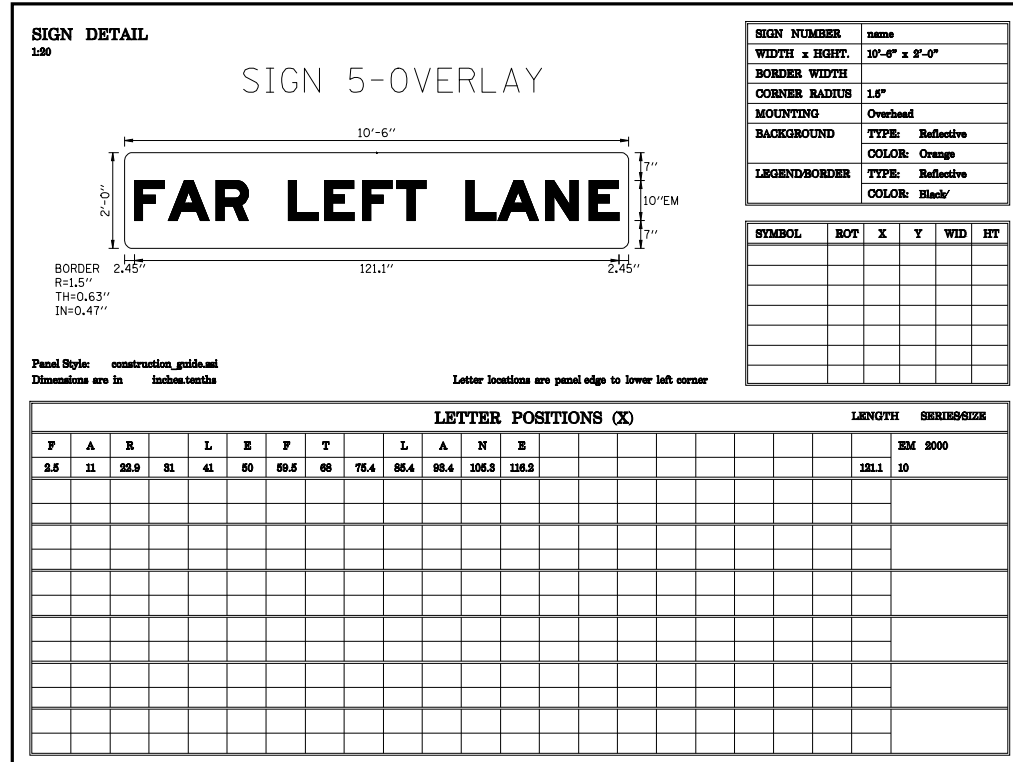 SIGN DETAIL
1:20
SIGN 5-OVERLAY
10'-6''
2'-0''
FAR LEFT LANE
7''
10''EM
7''
2.45'' 121.1'' 2.45''
BORDER
R=1.5''
TH=0.63''
IN=0.47''
Panel Style: construction_guide.ssi
Dimensions are in inches.tenths
Letter locations are panel edge to lower left corner
SIGN NUMBER name
WIDTH x HGHT. 10'-6" x 2'-0"
BORDER WIDTH
CORNER RADIUS 1.5"
MOUNTING Overhead
BACKGROUND TYPE: Reflective
COLOR: Orange
LEGEND/BORDER TYPE: Reflective
COLOR: Black/
SYMBOL ROT X Y WID HT
LETTER POSITIONS (X) LENGTH SERIES/SIZE
F A R L E F T L A N E EM 2000
2.5 11 22.9 31 41 50 59.5 68 75.4 85.4 93.4 105.3 116.2 121.1 10